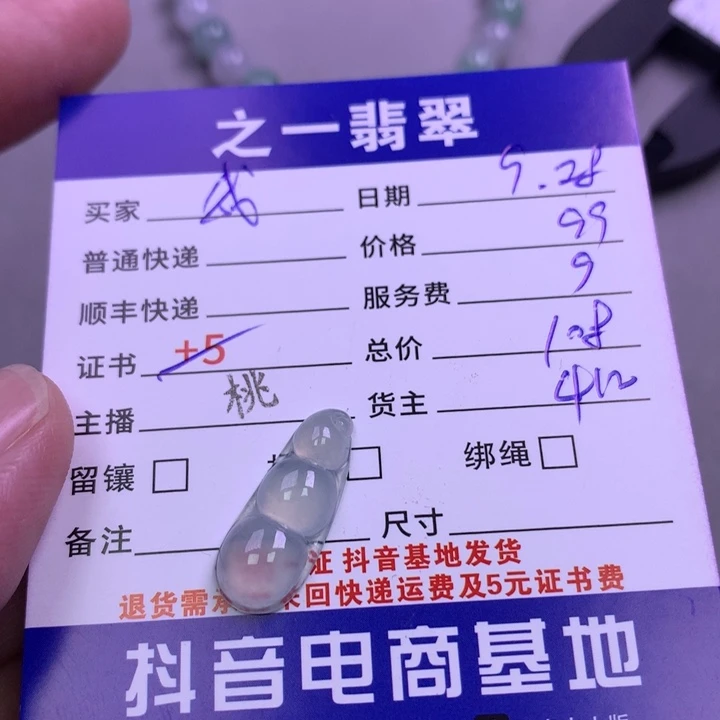 之一翡翠
买家 日期 9.28
普通快递 价格 99
顺丰快递 服务费 9
证书 +5 总价 108
主播 桃 货主 412
留镶 绑绳
备注 尺寸
证 抖音基地发货
退货需 来回快递运费及5元证书费
抖音电商基地